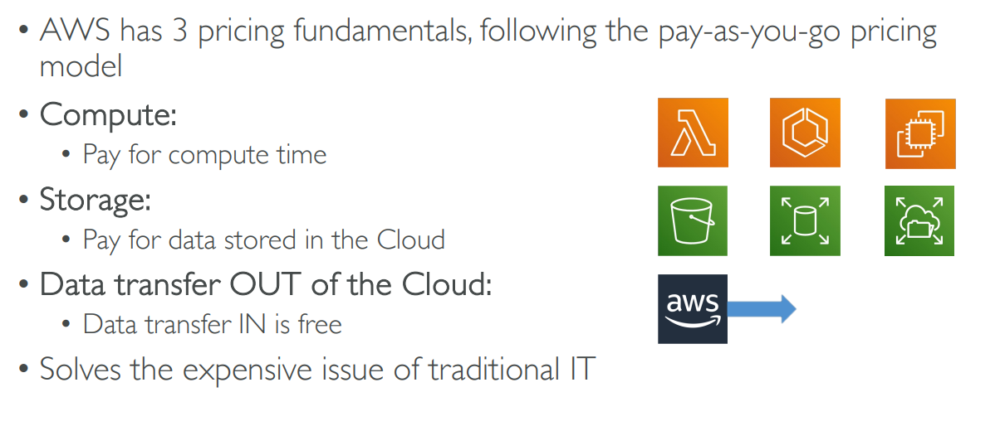 • AWS has 3 pricing fundamentals, following the pay-as-you-go pricing
model
• Compute:
• Pay for compute time
• Storage:
• Pay for data stored in the Cloud
• Data transfer OUT of the Cloud:
• Data transfer IN is free
aws
• Solves the expensive issue of traditional IT